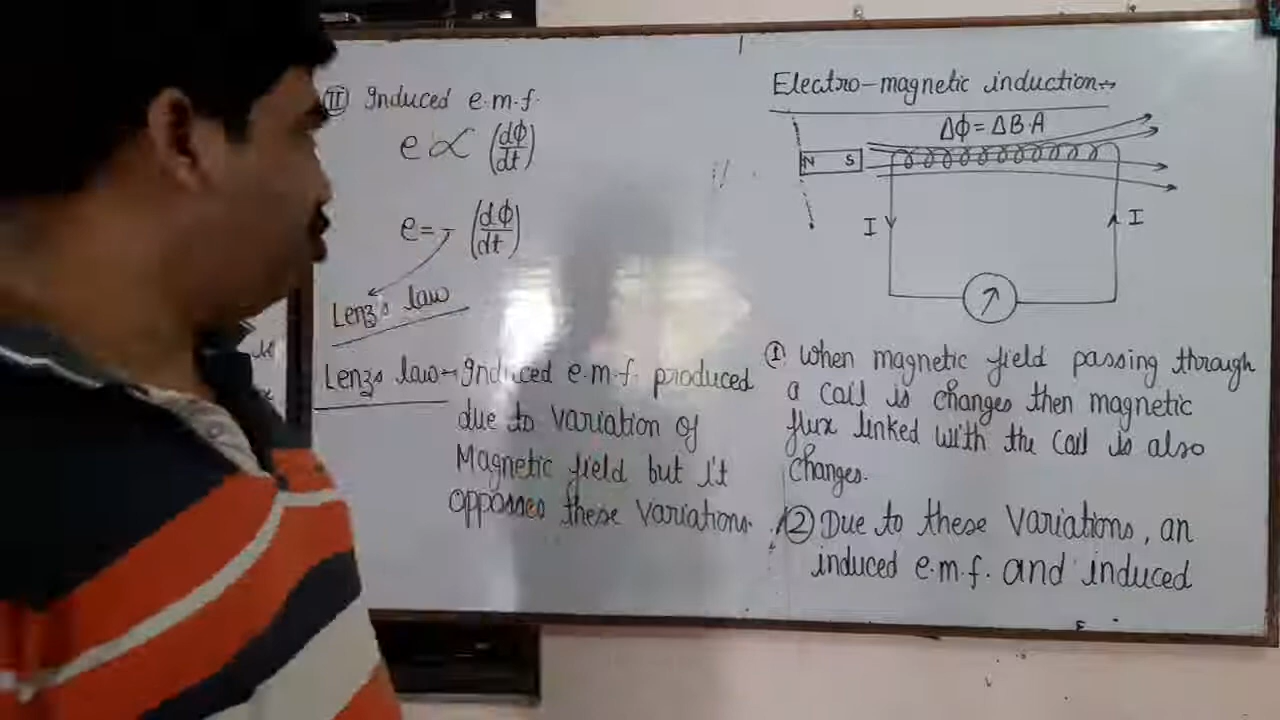 II Induced e.m.f.
e ∝ (dϕ/dt)
e = - (dϕ/dt)
Lenz's law
Lenz's law → Induced e.m.f. produced
due to variation of
Magnetic field but it
opposses these variations.
Electro-magnetic induction →
Δϕ = ΔB·A
N S
I
I
① When magnetic field passing through
a coil is changes then magnetic
flux linked with the coil is also
changes.
② Due to these variations, an
induced e.m.f. and induced